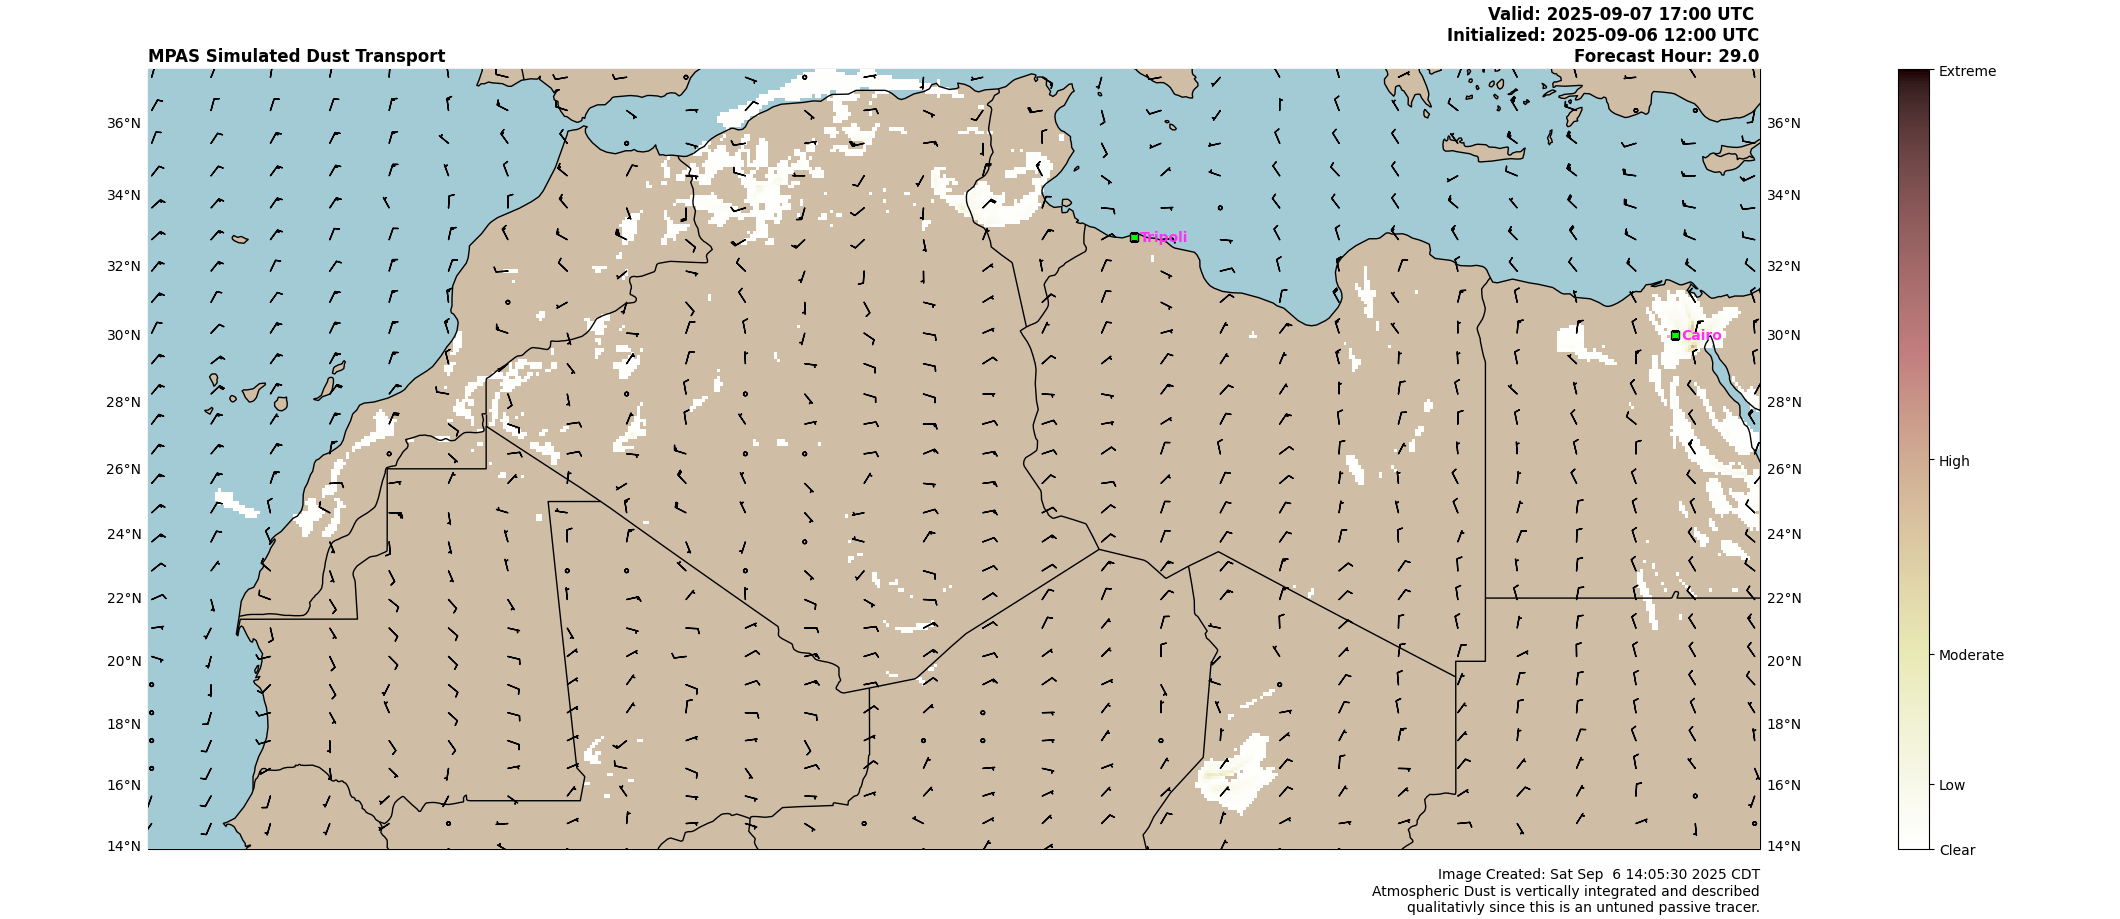 Valid: 2025-09-07 17:00 UTC
Initialized: 2025-09-06 12:00 UTC
MPAS Simulated Dust Transport
Forecast Hour: 29.0
Extreme
36°N
36°N
34°N
34°N
Tripoli
32°N
32°N
30°N
Cairo
30°N
28°N
28°N
26°N
26°N
High
24°N
24°N
22°N
22°N
20°N
20°N
Moderate
18°N
18°N
16°N
16°N
Low
14°N
14°N
Clear
Image Created: Sat Sep  6 14:05:30 2025 CDT
Atmospheric Dust is vertically integrated and described
qualitativly since this is an untuned passive tracer.